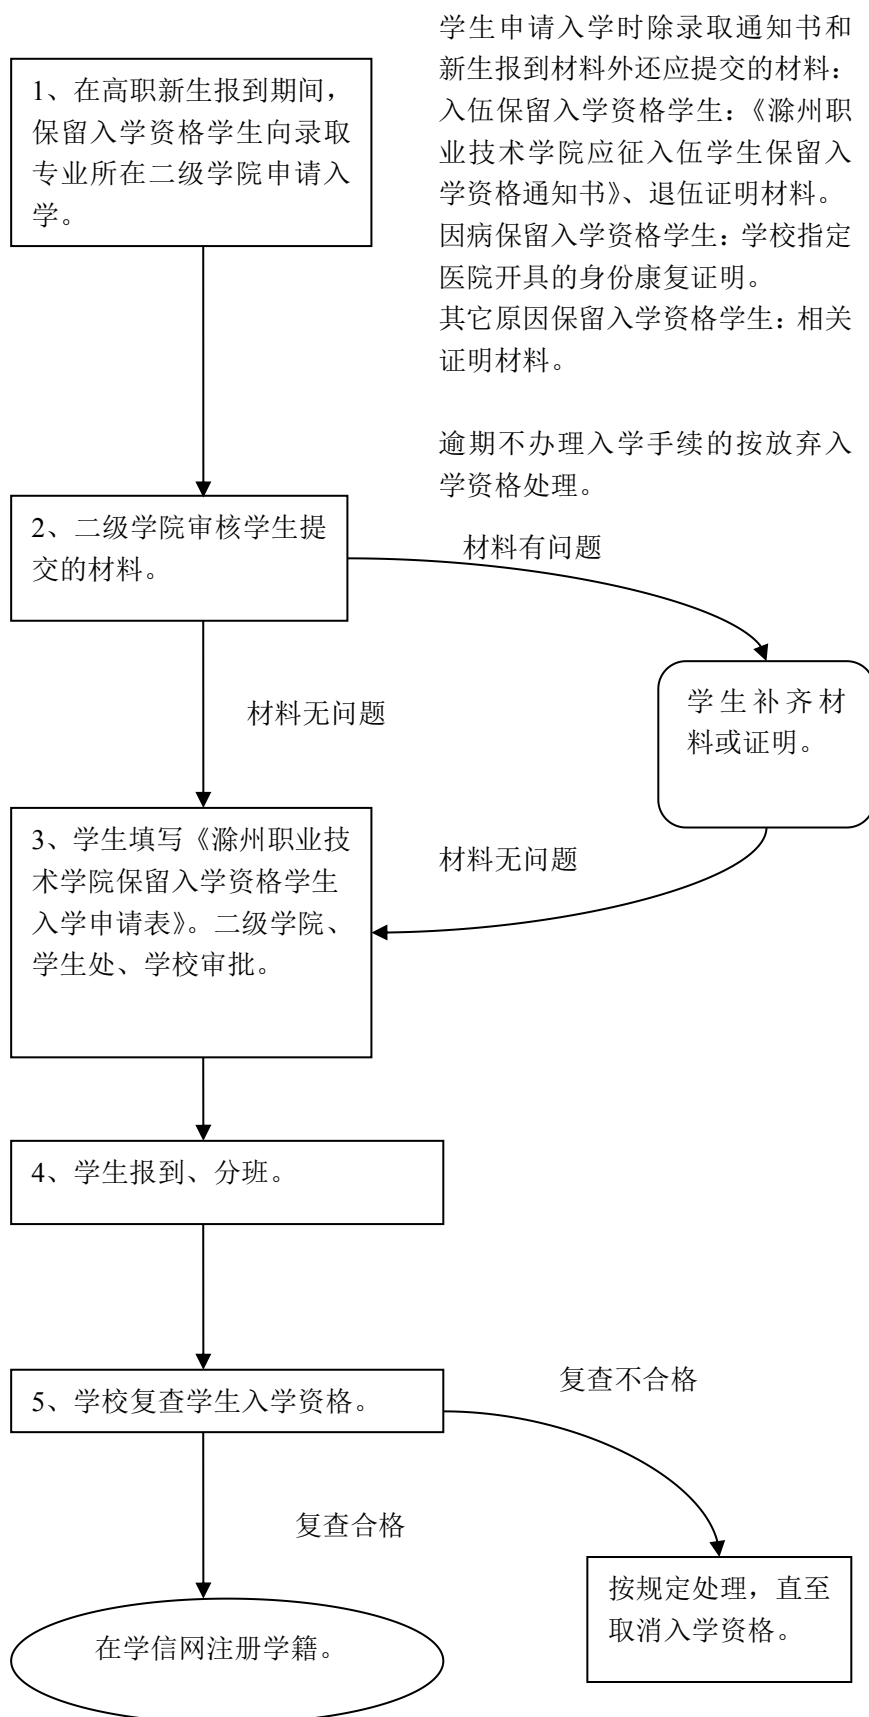 学生申请入学时除录取通知书和
新生报到材料外还应提交的材料：
入伍保留入学资格学生：《滁州职
业技术学院应征入伍学生保留入
学资格通知书》、退伍证明材料。
因病保留入学资格学生：学校指定
医院开具的身份康复证明。
其它原因保留入学资格学生：相关
证明材料。
逾期不办理入学手续的按放弃入
学资格处理。
1、在高职新生报到期间，
保留入学资格学生向录取
专业所在二级学院申请入
学。
2、二级学院审核学生提
交的材料。
材料有问题
学生补齐材
料或证明。
材料无问题
材料无问题
3、学生填写《滁州职业技
术学院保留入学资格学生
入学申请表》。二级学院、
学生处、学校审批。
4、学生报到、分班。
5、学校复查学生入学资格。
复查不合格
复查合格
按规定处理，直至
取消入学资格。
在学信网注册学籍。